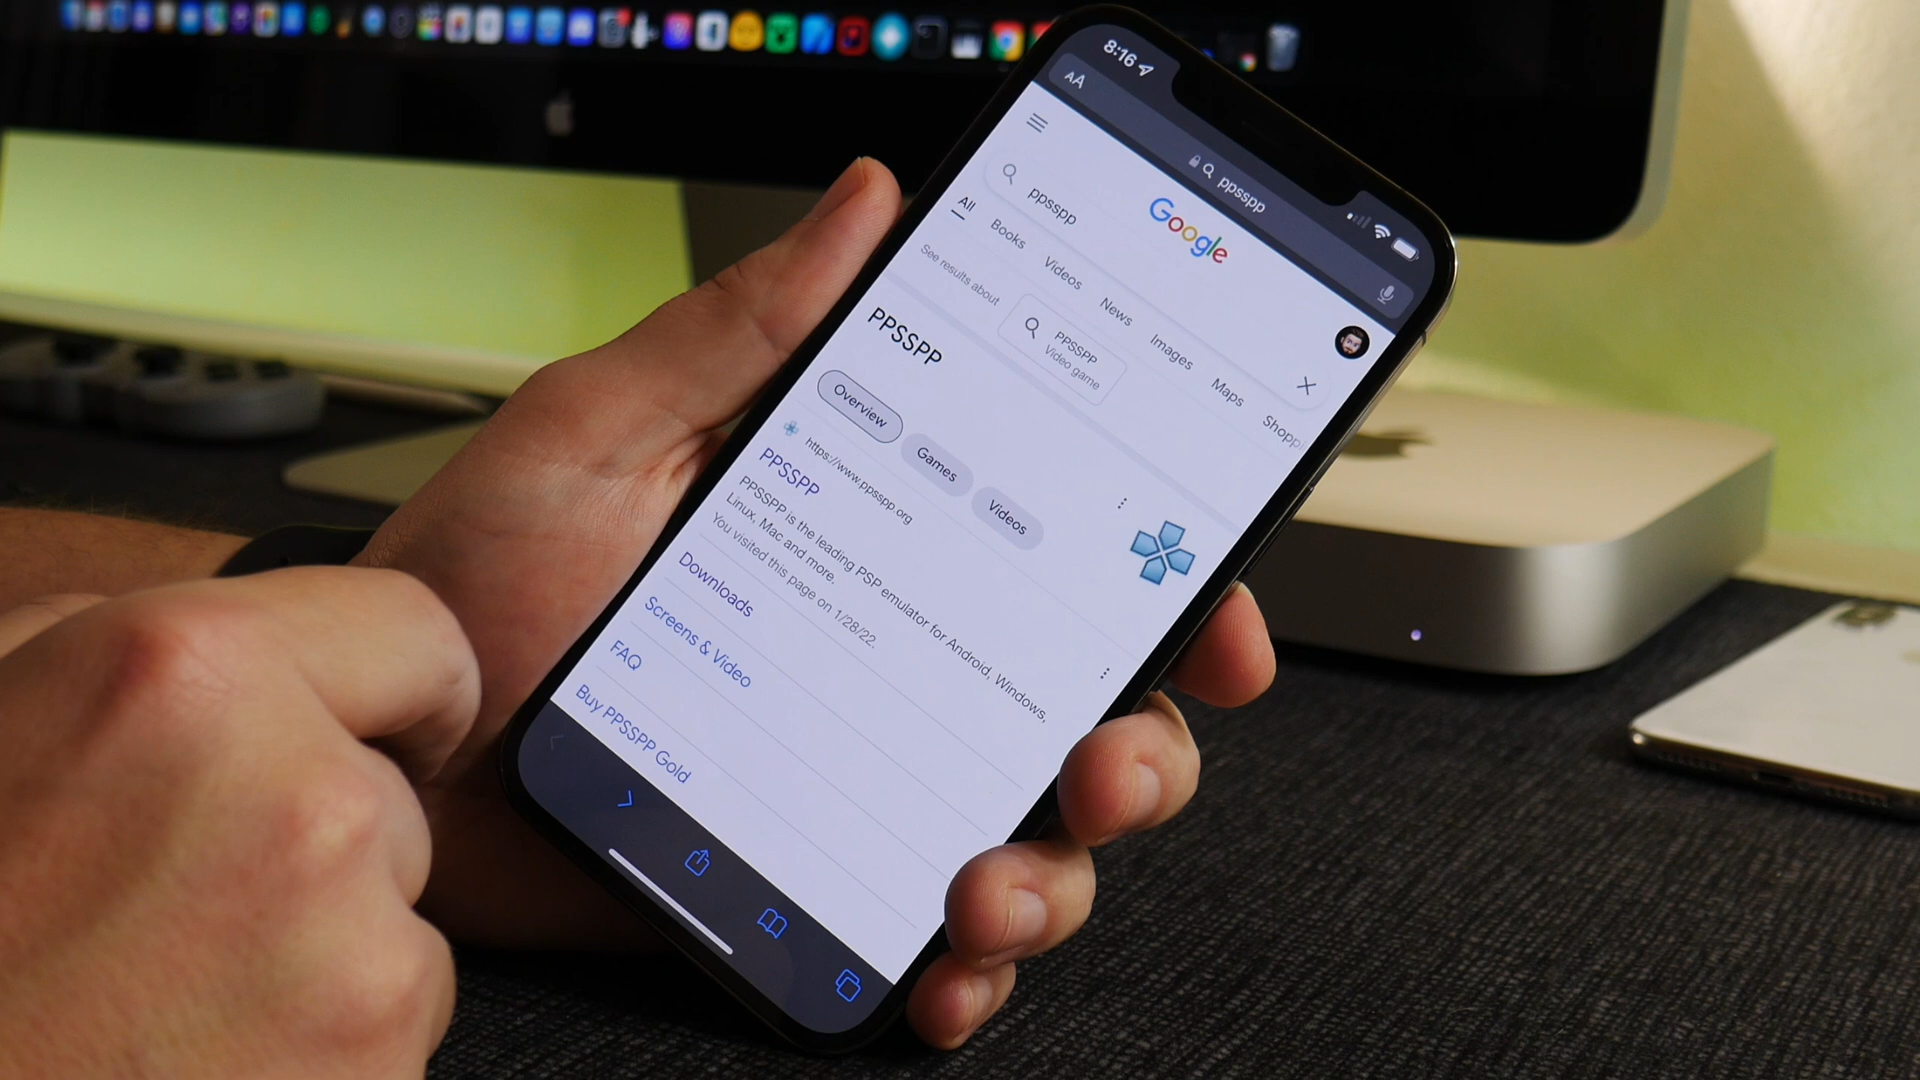 8:16
AA
ppsspp
Google
ppsspp
All Books Videos News Images Maps Shopp
See results about
PPSSPP
Video game
PPSSPP
Overview Games Videos
https://www.ppsspp.org
PPSSPP
PPSSPP is the leading PSP emulator for Android, Windows,
Linux, Mac and more.
You visited this page on 1/28/22.
Downloads
Screens & Video
FAQ
Buy PPSSPP Gold